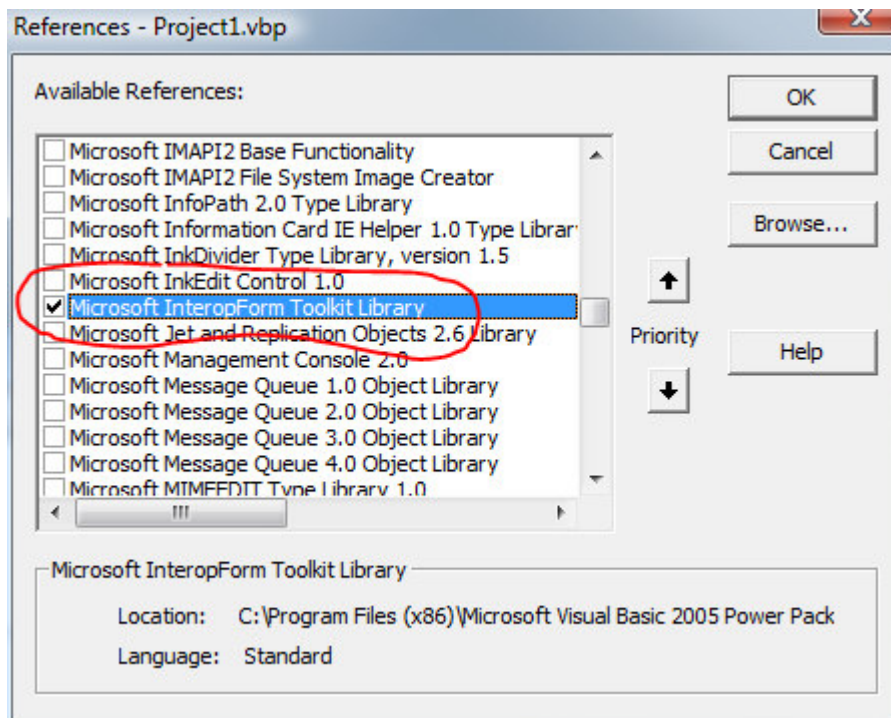 References - Project1.vbp
Available References:
Microsoft IMAPI2 Base Functionality
Microsoft IMAPI2 File System Image Creator
Microsoft InfoPath 2.0 Type Library
Microsoft Information Card IE Helper 1.0 Type Librar
Microsoft InkDivider Type Library, version 1.5
Microsoft InkEdit Control 1.0
Microsoft InteropForm Toolkit Library
Microsoft Jet and Replication Objects 2.6 Library
Microsoft Management Console 2.0
Microsoft Message Queue 1.0 Object Library
Microsoft Message Queue 2.0 Object Library
Microsoft Message Queue 3.0 Object Library
Microsoft Message Queue 4.0 Object Library
Microsoft MIMEEDIT Type Library 1.0
OK
Cancel
Browse...
Priority
Help
Microsoft InteropForm Toolkit Library
Location: C:\Program Files (x86)\Microsoft Visual Basic 2005 Power Pack
Language: Standard